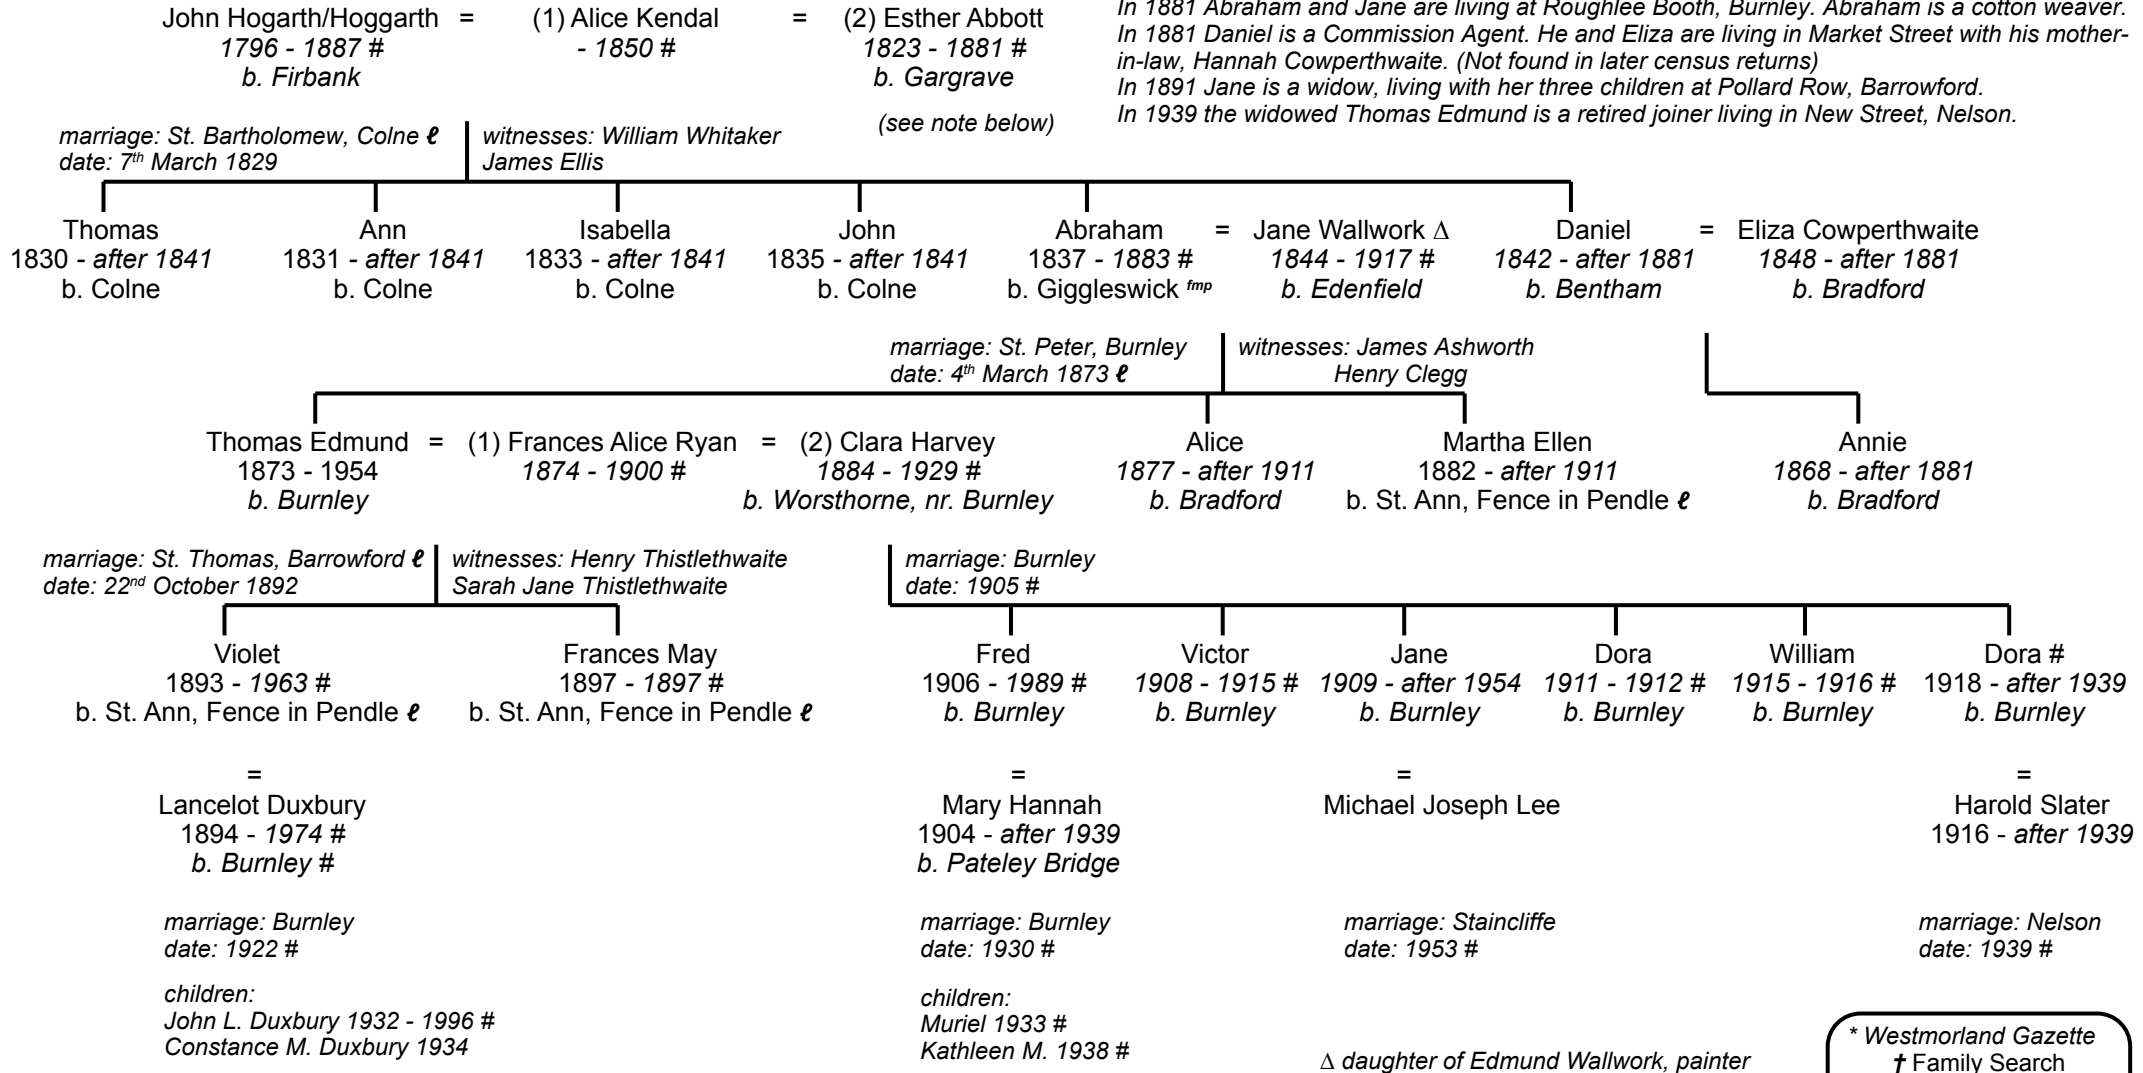 John Hogarth/Hoggarth = (1) Alice Kendal = (2) Esther Abbott
1796 - 1887 # - 1850 # 1823 - 1881 #
b. Firbank b. Gargrave
(see note below)
In 1881 Abraham and Jane are living at Roughlee Booth, Burnley. Abraham is a cotton weaver.
In 1881 Daniel is a Commission Agent. He and Eliza are living in Market Street with his mother-
in-law, Hannah Cowperthwaite. (Not found in later census returns)
In 1891 Jane is a widow, living with her three children at Pollard Row, Barrowford.
In 1939 the widowed Thomas Edmund is a retired joiner living in New Street, Nelson.
marriage: St. Bartholomew, Colne ℓ witnesses: William Whitaker
date: 7th March 1829 James Ellis
Thomas Ann Isabella John Abraham = Jane Wallwork Δ Daniel = Eliza Cowperthwaite
1830 - after 1841 1831 - after 1841 1833 - after 1841 1835 - after 1841 1837 - 1883 # 1844 - 1917 # 1842 - after 1881 1848 - after 1881
b. Colne b. Colne b. Colne b. Colne b. Giggleswick fmp b. Edenfield b. Bentham b. Bradford
marriage: St. Peter, Burnley witnesses: James Ashworth
date: 4th March 1873 ℓ Henry Clegg
Thomas Edmund = (1) Frances Alice Ryan = (2) Clara Harvey Alice Martha Ellen Annie
1873 - 1954 1874 - 1900 # 1884 - 1929 # 1877 - after 1911 1882 - after 1911 1868 - after 1881
b. Burnley b. Worsthorne, nr. Burnley b. Bradford b. St. Ann, Fence in Pendle ℓ b. Bradford
marriage: St. Thomas, Barrowford ℓ witnesses: Henry Thistlethwaite marriage: Burnley
date: 22nd October 1892 Sarah Jane Thistlethwaite date: 1905 #
Violet Frances May Fred Victor Jane Dora William Dora #
1893 - 1963 # 1897 - 1897 # 1906 - 1989 # 1908 - 1915 # 1909 - after 1954 1911 - 1912 # 1915 - 1916 # 1918 - after 1939
b. St. Ann, Fence in Pendle ℓ b. St. Ann, Fence in Pendle ℓ b. Burnley b. Burnley b. Burnley b. Burnley b. Burnley b. Burnley
= = = =
Lancelot Duxbury Mary Hannah Michael Joseph Lee Harold Slater
1894 - 1974 # 1904 - after 1939 1916 - after 1939
b. Burnley # b. Pateley Bridge
marriage: Burnley marriage: Burnley marriage: Staincliffe marriage: Nelson
date: 1922 # date: 1930 # date: 1953 # date: 1939 #
children: children:
John L. Duxbury 1932 - 1996 # Muriel 1933 #
Constance M. Duxbury 1934 Kathleen M. 1938 #
Δ daughter of Edmund Wallwork, painter
* Westmorland Gazette
† Family Search